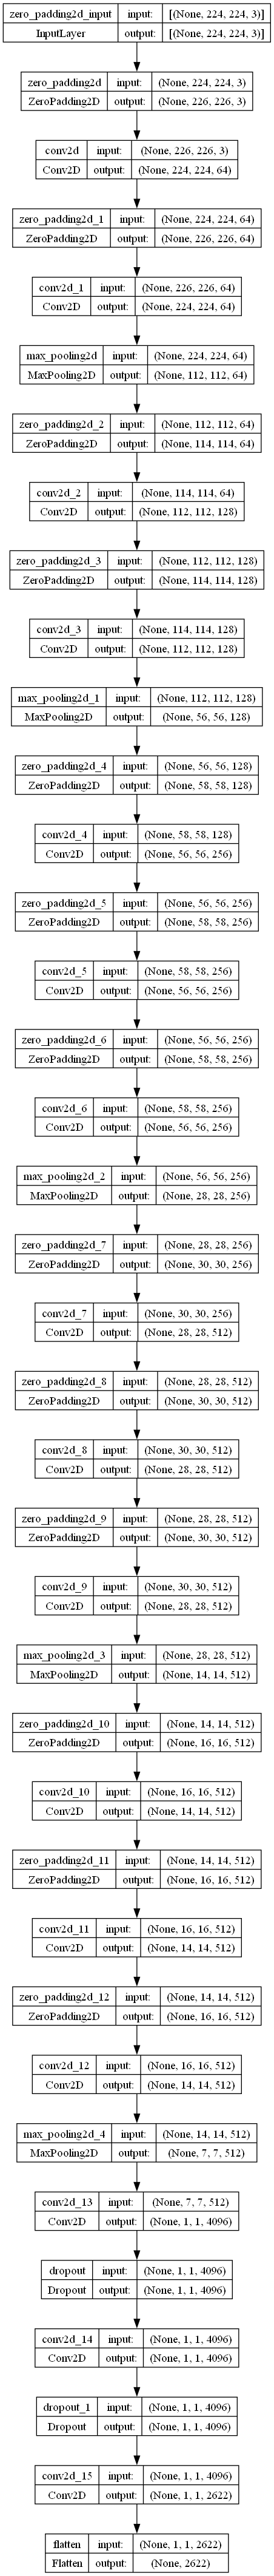 zero_padding2d_input input: [(None, 224, 224, 3)]
InputLayer output: [(None, 224, 224, 3)]
zero_padding2d input: (None, 224, 224, 3)
ZeroPadding2D output: (None, 226, 226, 3)
conv2d input: (None, 226, 226, 3)
Conv2D output: (None, 224, 224, 64)
zero_padding2d_1 input: (None, 224, 224, 64)
ZeroPadding2D output: (None, 226, 226, 64)
conv2d_1 input: (None, 226, 226, 64)
Conv2D output: (None, 224, 224, 64)
max_pooling2d input: (None, 224, 224, 64)
MaxPooling2D output: (None, 112, 112, 64)
zero_padding2d_2 input: (None, 112, 112, 64)
ZeroPadding2D output: (None, 114, 114, 64)
conv2d_2 input: (None, 114, 114, 64)
Conv2D output: (None, 112, 112, 128)
zero_padding2d_3 input: (None, 112, 112, 128)
ZeroPadding2D output: (None, 114, 114, 128)
conv2d_3 input: (None, 114, 114, 128)
Conv2D output: (None, 112, 112, 128)
max_pooling2d_1 input: (None, 112, 112, 128)
MaxPooling2D output: (None, 56, 56, 128)
zero_padding2d_4 input: (None, 56, 56, 128)
ZeroPadding2D output: (None, 58, 58, 128)
conv2d_4 input: (None, 58, 58, 128)
Conv2D output: (None, 56, 56, 256)
zero_padding2d_5 input: (None, 56, 56, 256)
ZeroPadding2D output: (None, 58, 58, 256)
conv2d_5 input: (None, 58, 58, 256)
Conv2D output: (None, 56, 56, 256)
zero_padding2d_6 input: (None, 56, 56, 256)
ZeroPadding2D output: (None, 58, 58, 256)
conv2d_6 input: (None, 58, 58, 256)
Conv2D output: (None, 56, 56, 256)
max_pooling2d_2 input: (None, 56, 56, 256)
MaxPooling2D output: (None, 28, 28, 256)
zero_padding2d_7 input: (None, 28, 28, 256)
ZeroPadding2D output: (None, 30, 30, 256)
conv2d_7 input: (None, 30, 30, 256)
Conv2D output: (None, 28, 28, 512)
zero_padding2d_8 input: (None, 28, 28, 512)
ZeroPadding2D output: (None, 30, 30, 512)
conv2d_8 input: (None, 30, 30, 512)
Conv2D output: (None, 28, 28, 512)
zero_padding2d_9 input: (None, 28, 28, 512)
ZeroPadding2D output: (None, 30, 30, 512)
conv2d_9 input: (None, 30, 30, 512)
Conv2D output: (None, 28, 28, 512)
max_pooling2d_3 input: (None, 28, 28, 512)
MaxPooling2D output: (None, 14, 14, 512)
zero_padding2d_10 input: (None, 14, 14, 512)
ZeroPadding2D output: (None, 16, 16, 512)
conv2d_10 input: (None, 16, 16, 512)
Conv2D output: (None, 14, 14, 512)
zero_padding2d_11 input: (None, 14, 14, 512)
ZeroPadding2D output: (None, 16, 16, 512)
conv2d_11 input: (None, 16, 16, 512)
Conv2D output: (None, 14, 14, 512)
zero_padding2d_12 input: (None, 14, 14, 512)
ZeroPadding2D output: (None, 16, 16, 512)
conv2d_12 input: (None, 16, 16, 512)
Conv2D output: (None, 14, 14, 512)
max_pooling2d_4 input: (None, 14, 14, 512)
MaxPooling2D output: (None, 7, 7, 512)
conv2d_13 input: (None, 7, 7, 512)
Conv2D output: (None, 1, 1, 4096)
dropout input: (None, 1, 1, 4096)
Dropout output: (None, 1, 1, 4096)
conv2d_14 input: (None, 1, 1, 4096)
Conv2D output: (None, 1, 1, 4096)
dropout_1 input: (None, 1, 1, 4096)
Dropout output: (None, 1, 1, 4096)
conv2d_15 input: (None, 1, 1, 4096)
Conv2D output: (None, 1, 1, 2622)
flatten input: (None, 1, 1, 2622)
Flatten output: (None, 2622)